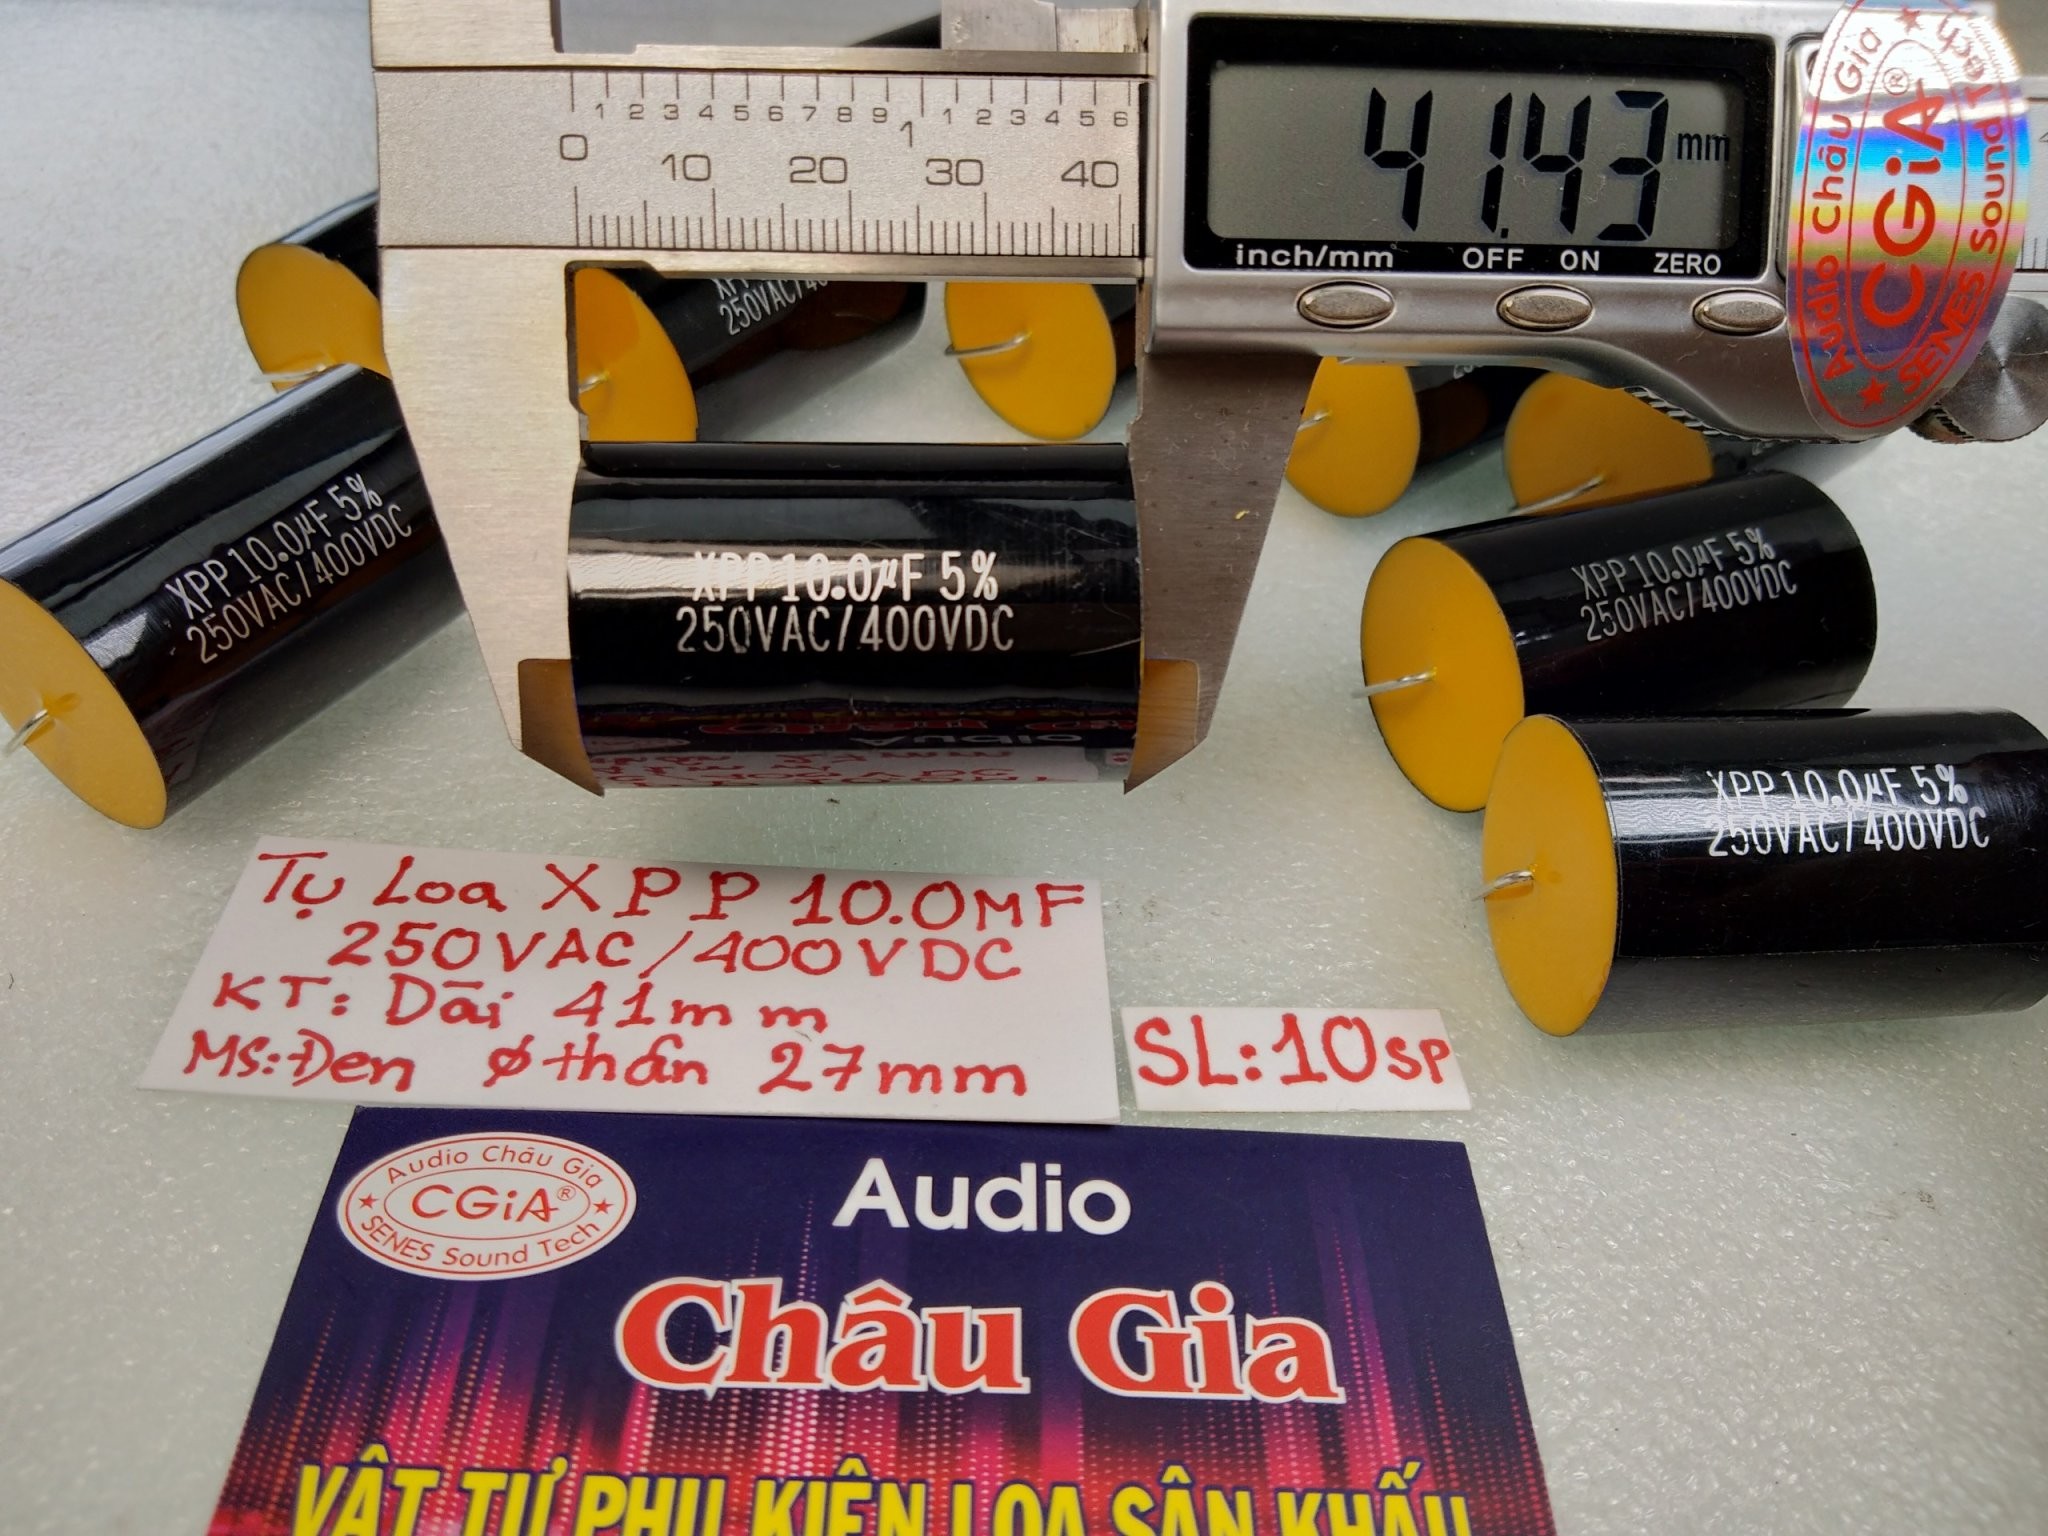 1 2 3 4 5 6 7 8 9 1 1 2 3 4 5 6
0 10 20 30 40
41.43 mm
inch/mm OFF ON ZERO
Audio Châu Gia
CGiA®
SENES Sound Tech
250VAC/40
XPP 10.0µF 5%
250VAC/400VDC
XPP 10.0µF 5%
250VAC/400VDC
XPP 10.0µF 5%
250VAC/400VDC
XPP 10.0µF 5%
250VAC/400VDC
Tụ Loa XPP 10.0MF
250VAC/400VDC
KT: Dài 41mm
MS: Đen Ø thân 27mm
SL: 10SP
Audio Châu Gia
CGiA®
SENES Sound Tech
Audio
Châu Gia
VẬT TƯ PHỤ KIỆN LOA SÂN KHẤU